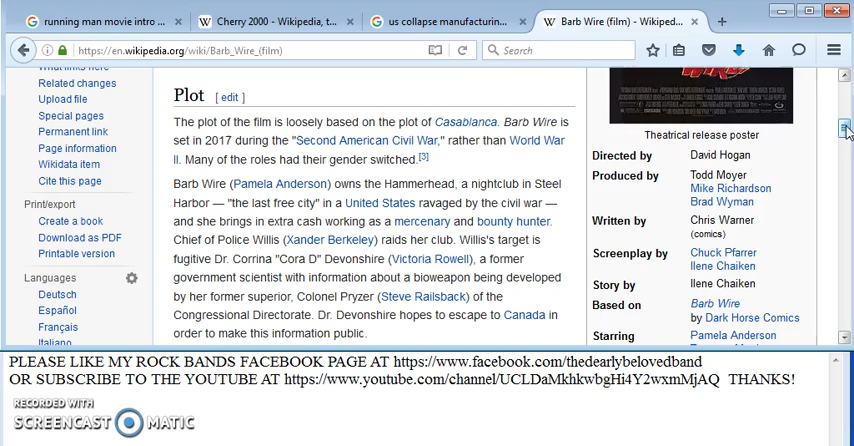 running man movie intro ...
Cherry 2000 - Wikipedia, t...
us collapse manufacturing...
Barb Wire (film) - Wikiped...
https://en.wikipedia.org/wiki/Barb_Wire_(film)
Search
What links here
Related changes
Upload file
Special pages
Permanent link
Page information
Wikidata item
Cite this page
Print/export
Create a book
Download as PDF
Printable version
Languages
Deutsch
Español
Français
Italiano
Plot [ edit ]
The plot of the film is loosely based on the plot of Casablanca. Barb Wire is
set in 2017 during the "Second American Civil War," rather than World War
II. Many of the roles had their gender switched.[3]
Barb Wire (Pamela Anderson) owns the Hammerhead, a nightclub in Steel
Harbor — "the last free city" in a United States ravaged by the civil war —
and she brings in extra cash working as a mercenary and bounty hunter.
Chief of Police Willis (Xander Berkeley) raids her club. Willis's target is
fugitive Dr. Corrina "Cora D" Devonshire (Victoria Rowell), a former
government scientist with information about a bioweapon being developed
by her former superior, Colonel Pryzer (Steve Railsback) of the
Congressional Directorate. Dr. Devonshire hopes to escape to Canada in
order to make this information public.
Theatrical release poster
Directed by David Hogan
Produced by Todd Moyer
Mike Richardson
Brad Wyman
Written by Chris Warner
(comics)
Screenplay by Chuck Pfarrer
Ilene Chaiken
Story by Ilene Chaiken
Based on Barb Wire
by Dark Horse Comics
Starring Pamela Anderson
PLEASE LIKE MY ROCK BANDS FACEBOOK PAGE AT https://www.facebook.com/thedearlybelovedband
OR SUBSCRIBE TO THE YOUTUBE AT https://www.youtube.com/channel/UCLDaMkhkwbgHi4Y2wxmMjAQ THANKS!
RECORDED WITH
SCREENCAST MATIC